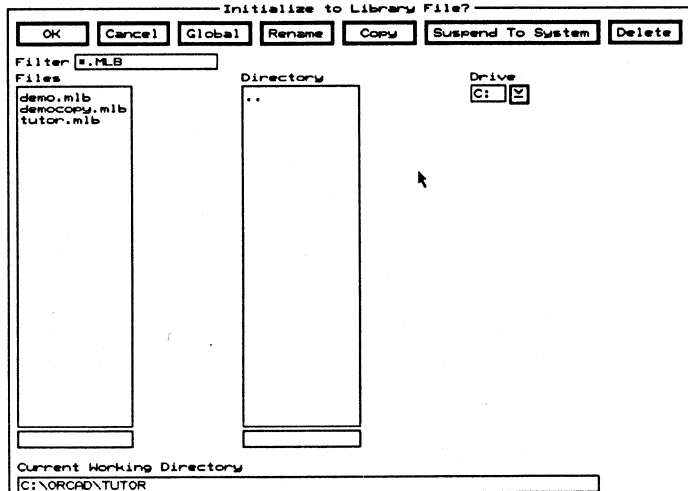 Initialize to Library File?
OK Cancel Global Rename Copy Suspend To System Delete
Filter *.MLB
Files Directory Drive
demo.mlb .. C:
democopy.mlb
tutor.mlb
Current Working Directory
C:\ORCAD\TUTOR